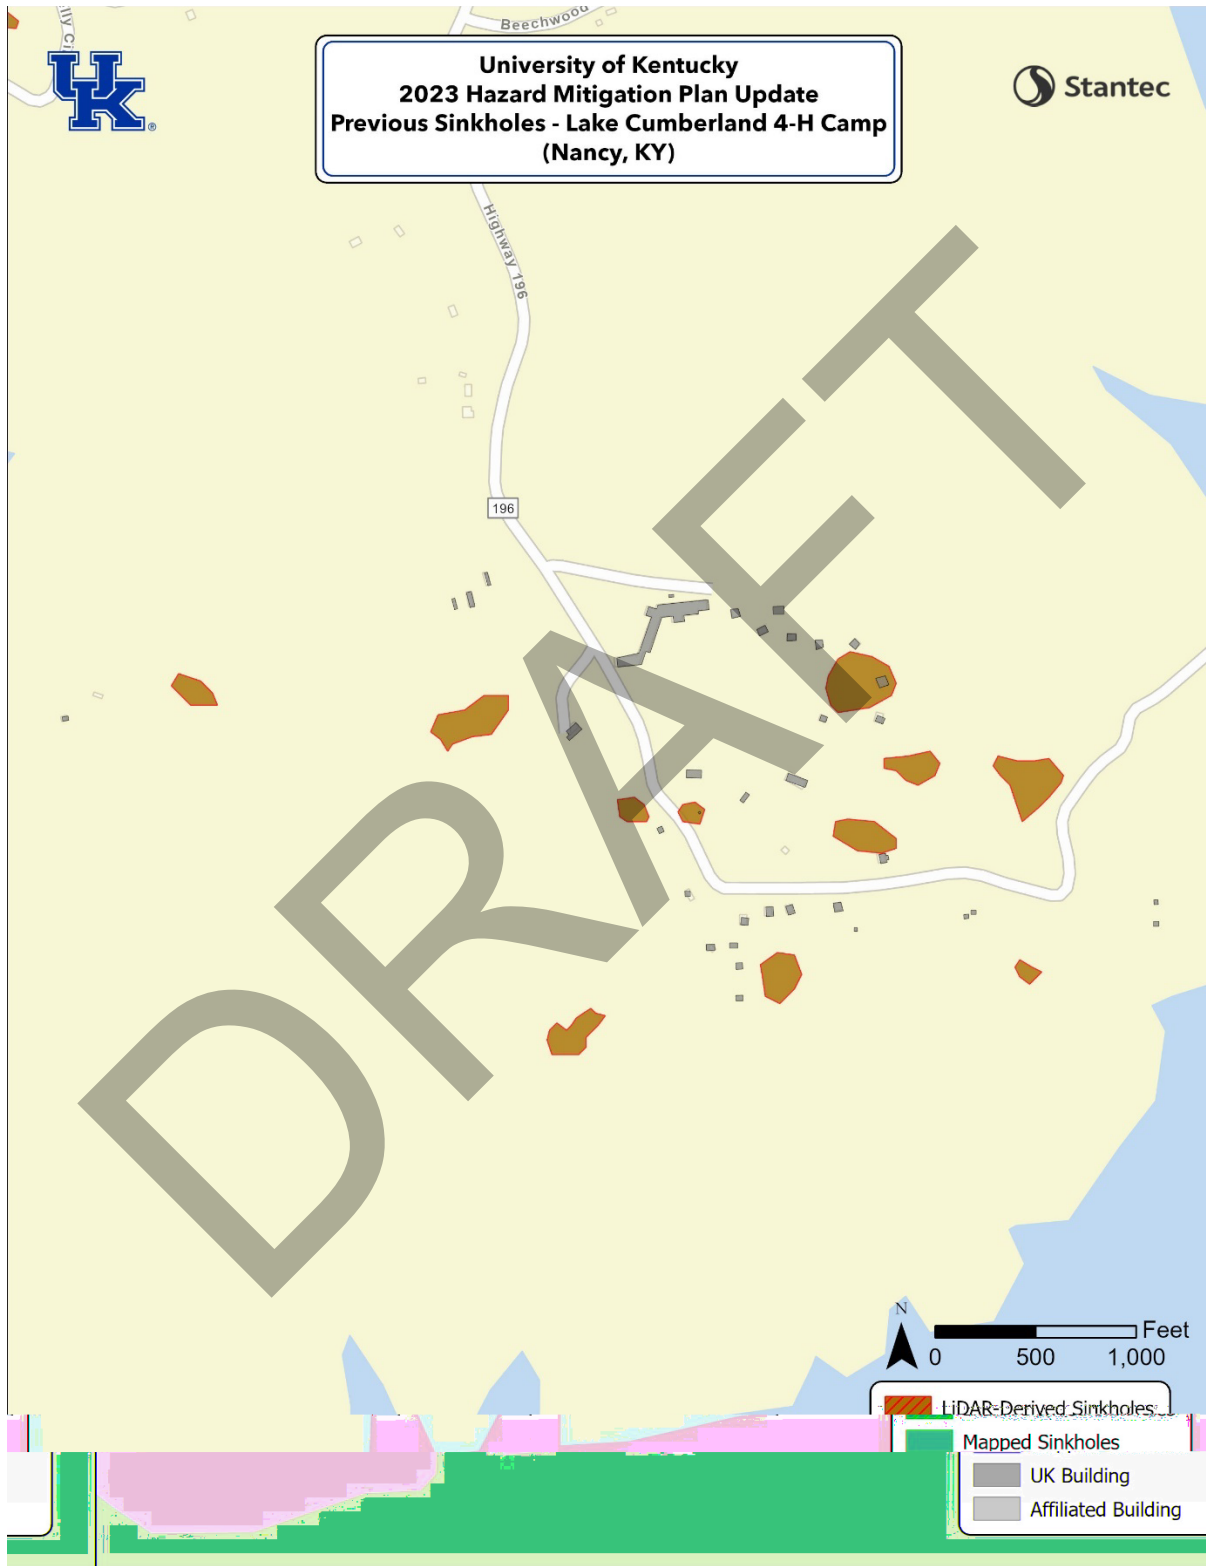 Beechwood
University of Kentucky
2023 Hazard Mitigation Plan Update
Previous Sinkholes - Lake Cumberland 4-H Camp
(Nancy, KY)
UK
®
Stantec
Highway 196
196
DRAFT
N
Feet
0 500 1,000
LiDAR-Derived Sinkholes
Mapped Sinkholes
UK Building
Affiliated Building